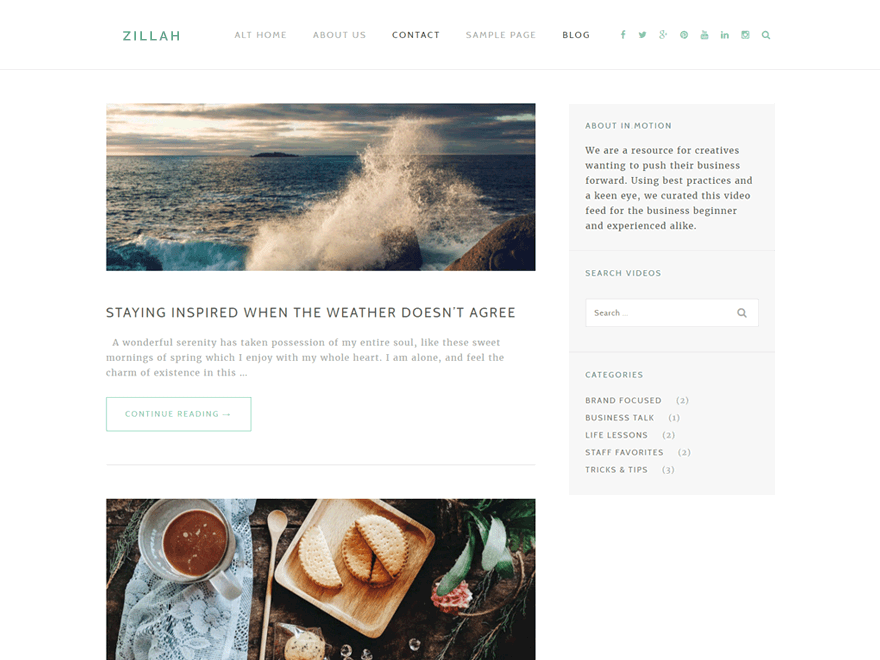 ZILLAH
ALT HOME ABOUT US CONTACT SAMPLE PAGE BLOG
STAYING INSPIRED WHEN THE WEATHER DOESN'T AGREE
A wonderful serenity has taken possession of my entire soul, like these sweet
mornings of spring which I enjoy with my whole heart. I am alone, and feel the
charm of existence in this ...
CONTINUE READING →
ABOUT IN MOTION
We are a resource for creatives
wanting to push their business
forward. Using best practices and
a keen eye, we curated this video
feed for the business beginner
and experienced alike.
SEARCH VIDEOS
Search ...
CATEGORIES
BRAND FOCUSED (2)
BUSINESS TALK (1)
LIFE LESSONS (2)
STAFF FAVORITES (2)
TRICKS & TIPS (3)